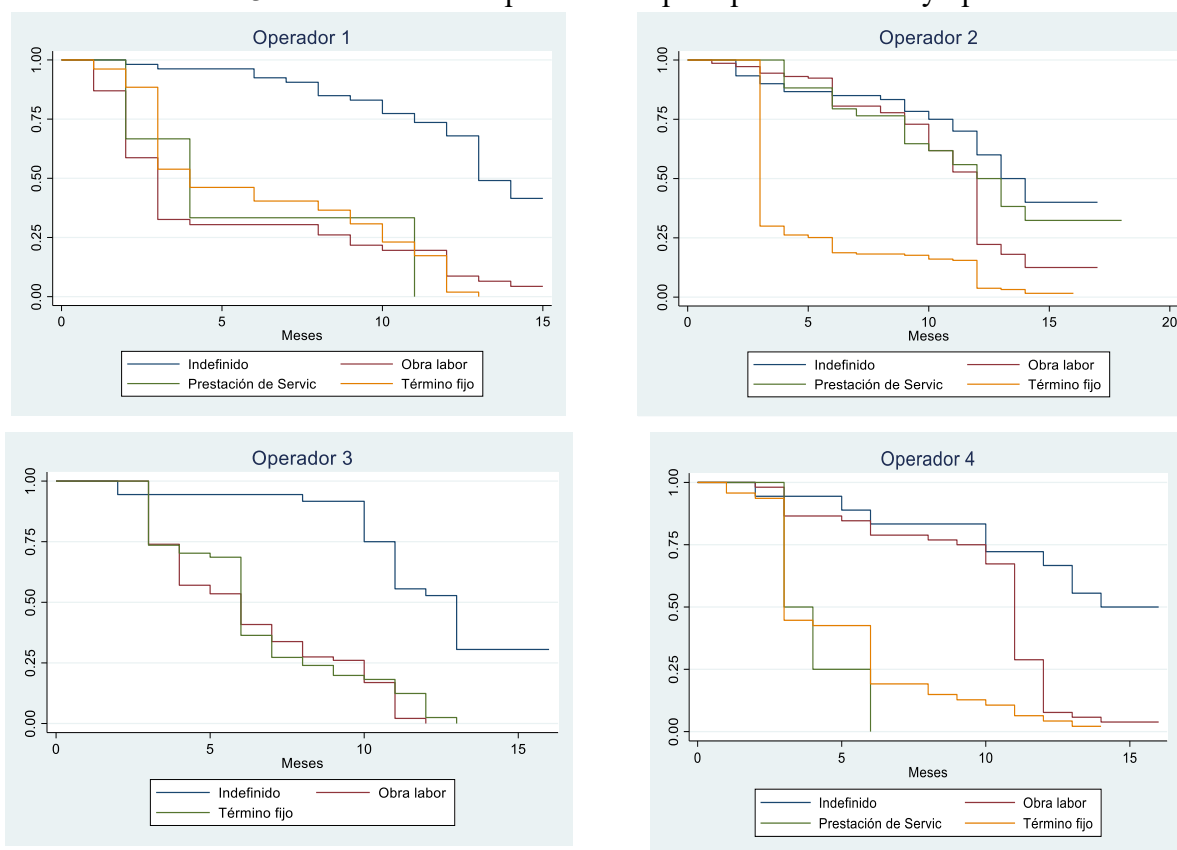 Operador 1
1.00
0.75
0.50
0.25
0.00
0 5 10 15
Meses
Indefinido Obra labor
Prestación de Servic Término fijo
Operador 2
1.00
0.75
0.50
0.25
0.00
0 5 10 15 20
Meses
Indefinido Obra labor
Prestación de Servic Término fijo
Operador 3
1.00
0.75
0.50
0.25
0.00
0 5 10 15
Meses
Indefinido Obra labor
Término fijo
Operador 4
1.00
0.75
0.50
0.25
0.00
0 5 10 15
Meses
Indefinido Obra labor
Prestación de Servic Término fijo